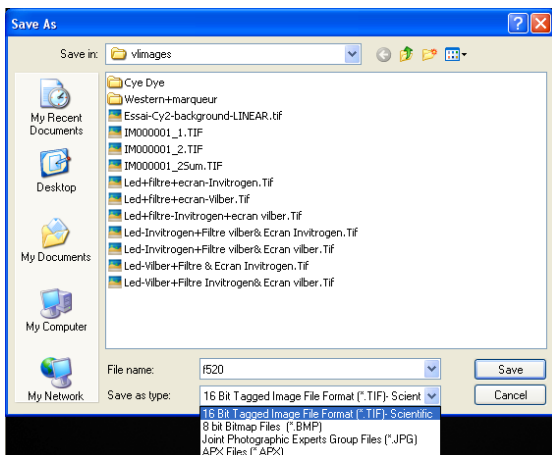 Save As
Save in:
vlimages
My Recent
Documents
Desktop
My Documents
My Computer
My Network
Cye Dye
Western+marqueur
Essai-Cy2-background-LINEAR.tif
IM000001_1.TIF
IM000001_2.TIF
IM000001_2Sum.TIF
Led+filtre+ecran-Invitrogen.Tif
Led+filtre+ecran-Vilber.Tif
Led+filtre-Invitrogen+ecran vilber.Tif
Led-Invitrogen+Filtre vilber& Ecran Invitrogen.Tif
Led-Invitrogen+Filtre vilber& Ecran vilber.Tif
Led-Vilber+Filtre & Ecran Invitrogen.Tif
Led-Vilber+Filtre Invitrogen& Ecran vilber.Tif
File name:
f520
Save
Save as type:
16 Bit Tagged Image File Format (*.TIF)- Scient
Cancel
16 Bit Tagged Image File Format (*.TIF)- Scientific
8 bit Bitmap Files (*.BMP)
Joint Photographic Experts Group Files (*.JPG)
APX Files (*.APX)